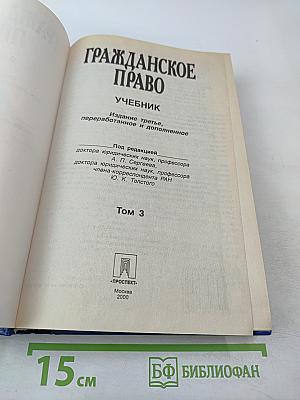 ГРАЖДАНСКОЕ
ПРАВО
УЧЕБНИК
Издание третье,
переработанное и дополненное
Под редакцией
доктора юридических наук, профессора
А. П. Сергеева,
доктора юридических наук, профессора
члена-корреспондента РАН
Ю. К. Толстого
Том 3
•ПРОСПЕКТ•
Москва
2000
15 см
БФ БИБЛИОФАН